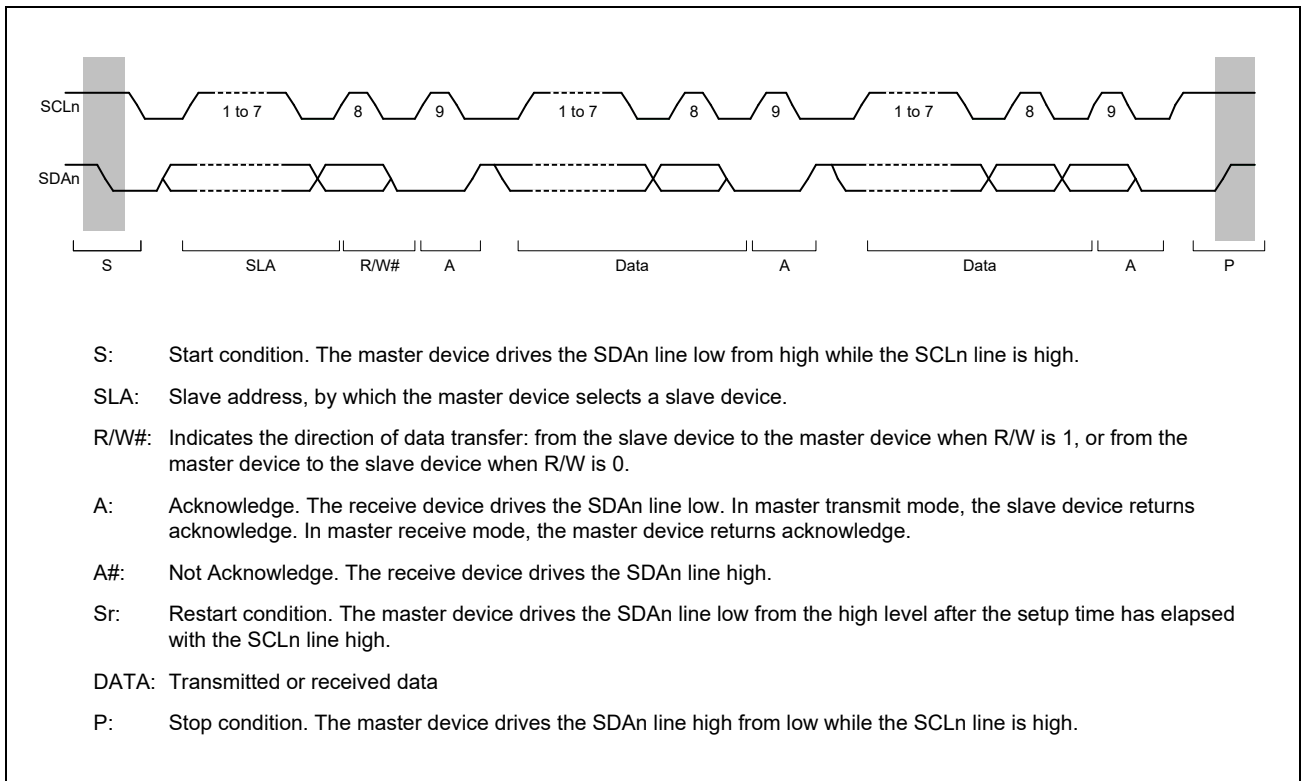 SCLn
1 to 7 8 9 1 to 7 8 9 1 to 7 8 9
SDAn
S SLA R/W# A Data A Data A P
S: Start condition. The master device drives the SDAn line low from high while the SCLn line is high.
SLA: Slave address, by which the master device selects a slave device.
R/W#: Indicates the direction of data transfer: from the slave device to the master device when R/W is 1, or from the
master device to the slave device when R/W is 0.
A: Acknowledge. The receive device drives the SDAn line low. In master transmit mode, the slave device returns
acknowledge. In master receive mode, the master device returns acknowledge.
A#: Not Acknowledge. The receive device drives the SDAn line high.
Sr: Restart condition. The master device drives the SDAn line low from the high level after the setup time has elapsed
with the SCLn line high.
DATA: Transmitted or received data
P: Stop condition. The master device drives the SDAn line high from low while the SCLn line is high.